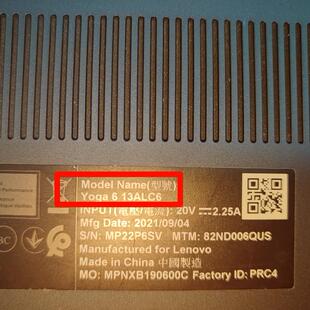 Performance
Model Name(型號)
Yoga 6 13ALC6
INPUT(電壓/電流): 20V ⎓ 2.25A
Mfg Date: 2021/09/04
S/N: MP22P6SV MTM: 82ND006QUS
Manufactured for Lenovo
Made in China 中國製造
MO: MPNXB190600C Factory ID: PRC4